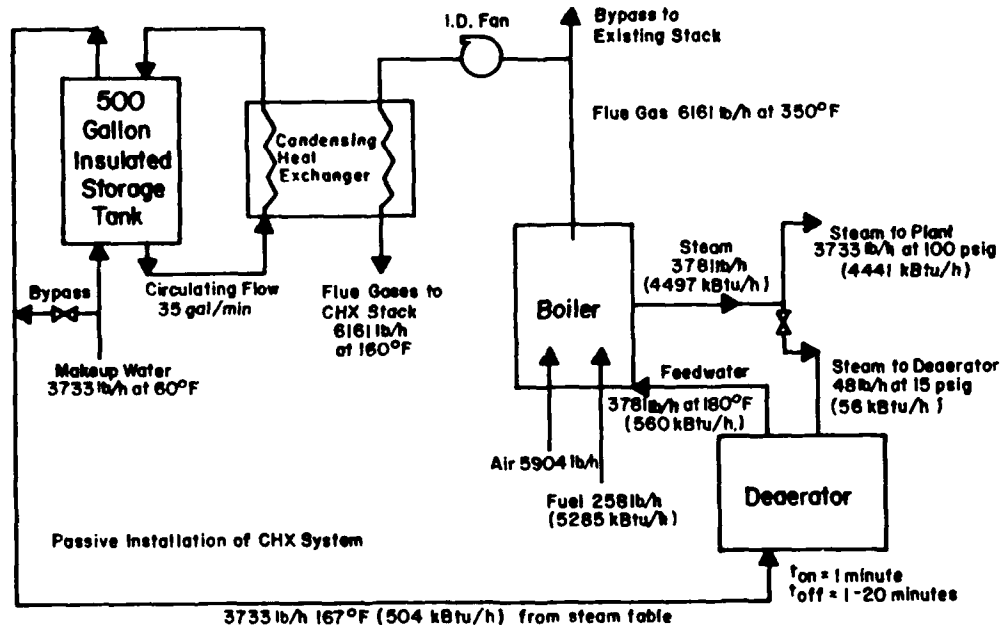 I.D. Fan
Bypass to
Existing Stack
500
Gallon
Insulated
Storage
Tank
Condensing
Heat
Exchanger
Flue Gas 6161 lb/h at 350°F
Bypass
Circulating Flow
35 gal/min
Flue Gases to
CHX Stack
6161 lb/h
at 160°F
Makeup Water
3733 lb/h at 60°F
Boiler
Steam
3781 lb/h
(4497 kBtu/h)
Steam to Plant
3733 lb/h at 100 psig
(4441 kBtu/h)
Feedwater
3781 lb/h at 180°F
(560 kBtu/h)
Steam to Deaerator
48 lb/h at 15 psig
(56 kBtu/h)
Air 5904 lb/h
Fuel 258 lb/h
(5285 kBtu/h)
Deaerator
Passive Installation of CHX System
ton = 1 minute
toff = 1-20 minutes
3733 lb/h 167°F (504 kBtu/h) from steam table